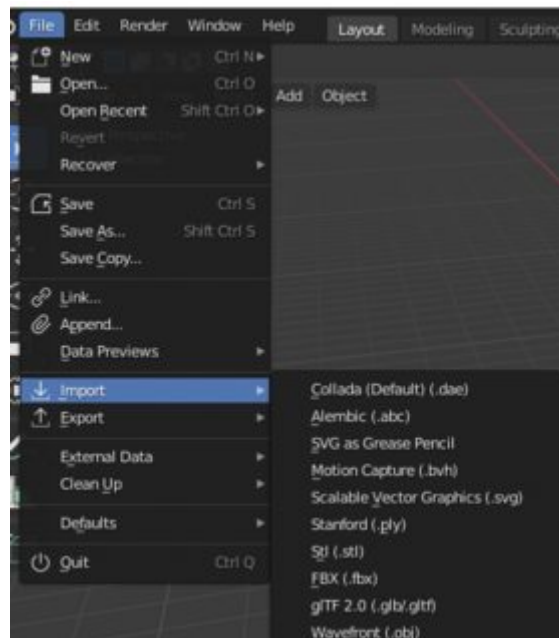 File Edit Render Window Help Layout Modeling Sculpting
New Ctrl N
Open... Ctrl O
Add Object
Open Recent Shift Ctrl O
Revert
Recover
Save Ctrl S
Save As... Shift Ctrl S
Save Copy...
Link...
Append...
Data Previews
Import
Export
External Data
Clean Up
Defaults
Quit Ctrl Q
Collada (Default) (.dae)
Alembic (.abc)
SVG as Grease Pencil
Motion Capture (.bvh)
Scalable Vector Graphics (.svg)
Stanford (.ply)
Stl (.stl)
FBX (.fbx)
glTF 2.0 (.glb/.gltf)
Wavefront (.obj)